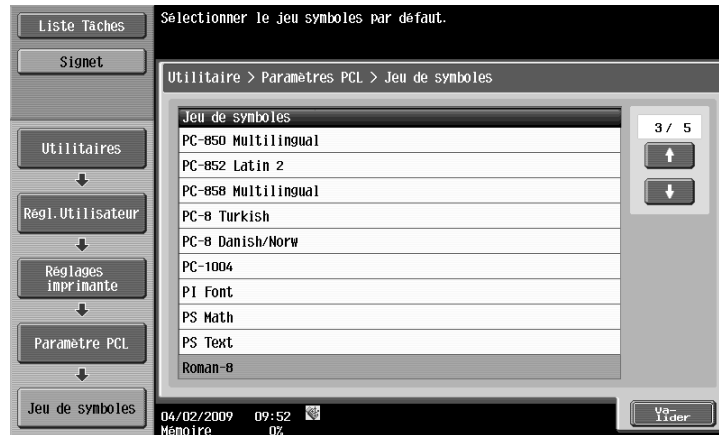 Liste Tâches
Signet
Sélectionner le jeu symboles par défaut.
Utilitaire > Paramètres PCL > Jeu de symboles
Utilitaires
Régl.Utilisateur
Réglages
imprimante
Paramètre PCL
Jeu de symboles
Jeu de symboles
PC-850 Multilingual
PC-852 Latin 2
PC-858 Multilingual
PC-8 Turkish
PC-8 Danish/Norw
PC-1004
PI Font
PS Math
PS Text
Roman-8
3/ 5
04/02/2009 09:52
Mémoire 0%
Va-
lider